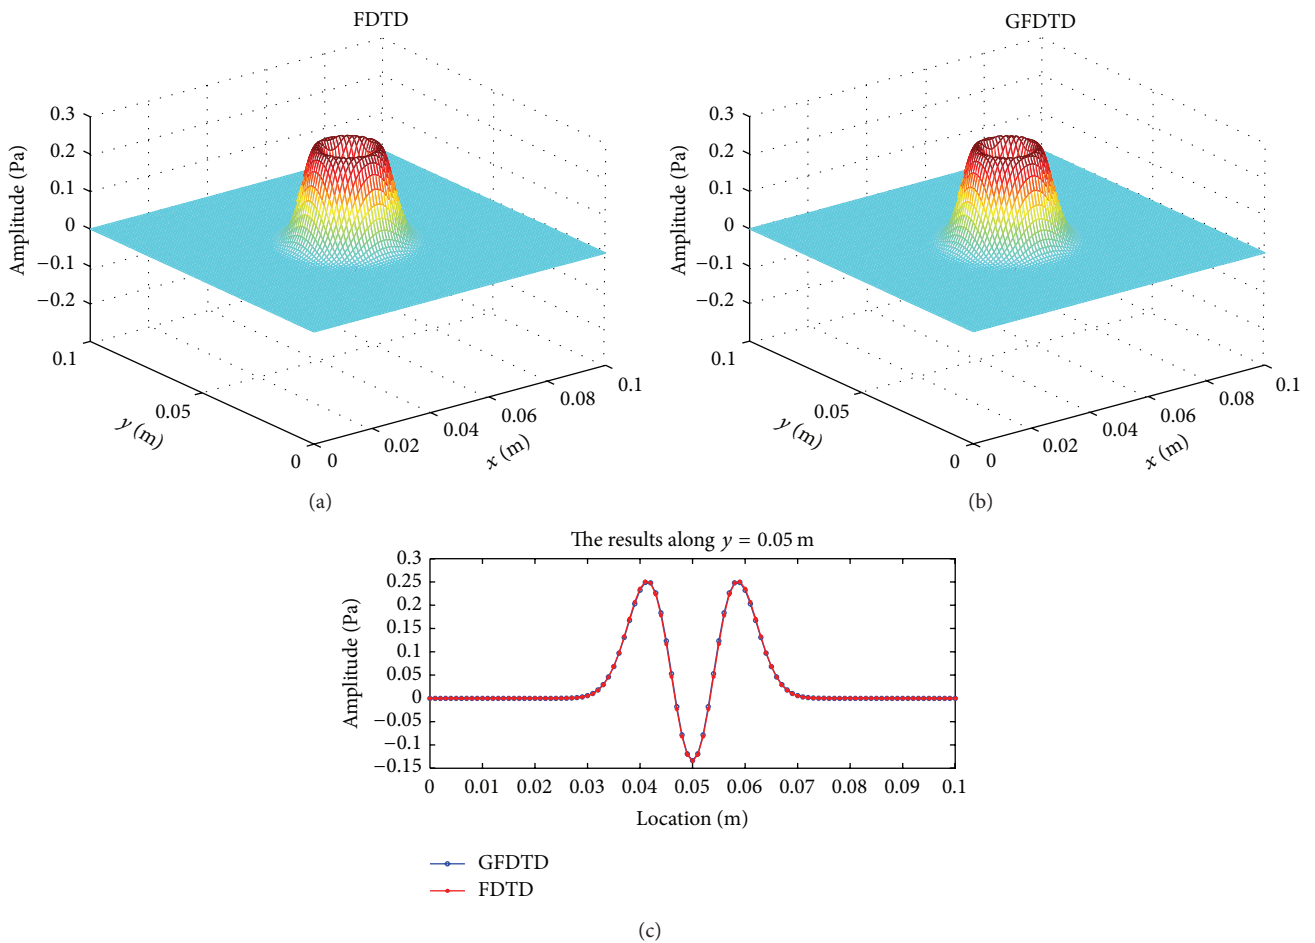 FDTD
0.3
0.2
0.1
0
−0.1
−0.2
Amplitude (Pa)
0.1
0.05
0
y (m)
0
0.02
0.04
0.06
0.08
0.1
x (m)
(a)
GFDTD
0.3
0.2
0.1
0
−0.1
−0.2
Amplitude (Pa)
0.1
0.05
0
y (m)
0
0.02
0.04
0.06
0.08
0.1
x (m)
(b)
The results along y = 0.05 m
0.3
0.25
0.2
0.15
0.1
0.05
0
−0.05
−0.1
−0.15
Amplitude (Pa)
0 0.01 0.02 0.03 0.04 0.05 0.06 0.07 0.08 0.09 0.1
Location (m)
GFDTD
FDTD
(c)